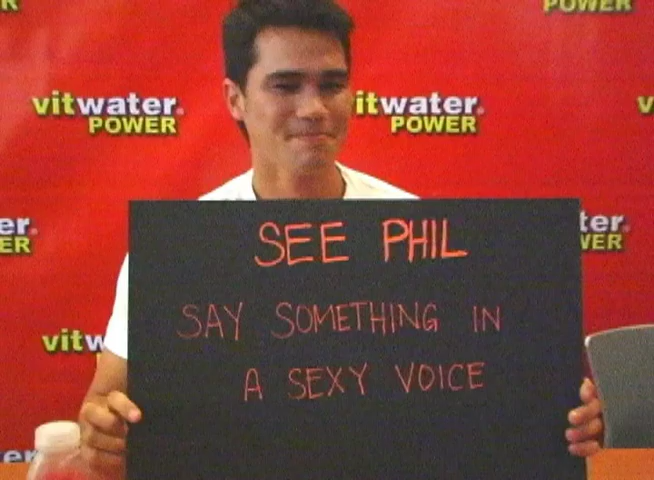 POWER
vitwater.
POWER
vitwater.
POWER
SEE PHIL
SAY SOMETHING IN
A SEXY VOICE